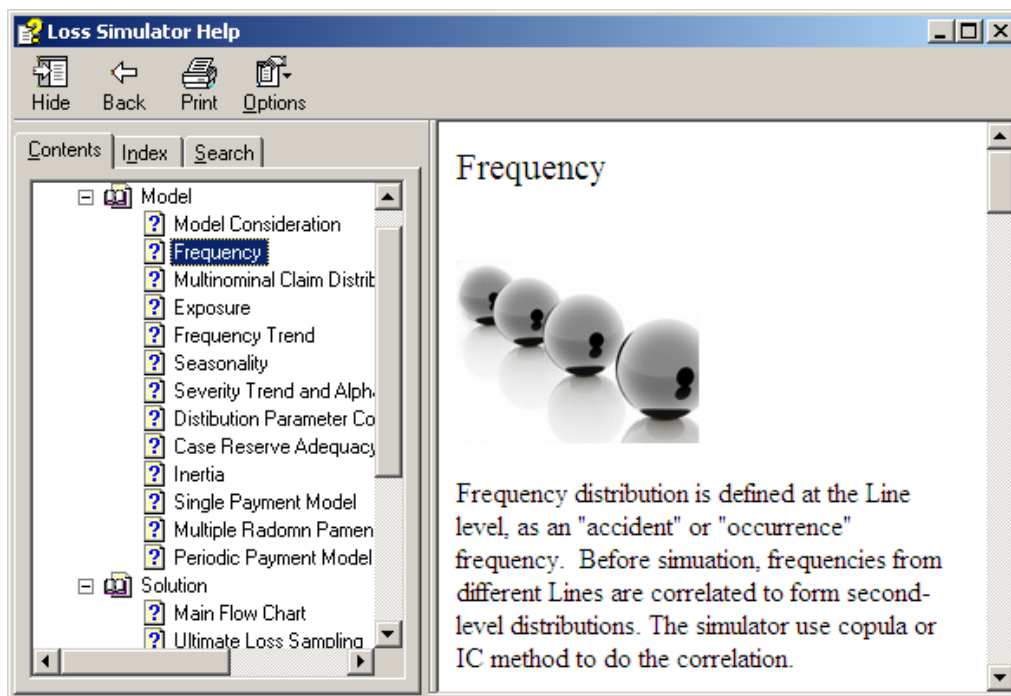 Loss Simulator Help
Hide Back Print Options
Contents Index Search
Model
Model Consideration
Frequency
Multinominal Claim Distrib
Exposure
Frequency Trend
Seasonality
Severity Trend and Alpha
Distibution Parameter Co
Case Reserve Adequacy
Inertia
Single Payment Model
Multiple Radomn Pamen
Periodic Payment Model
Solution
Main Flow Chart
Ultimate Loss Sampling
Frequency
Frequency distribution is defined at the Line
level, as an "accident" or "occurrence"
frequency.  Before simuation, frequencies from
different Lines are correlated to form second-
level distributions. The simulator use copula or
IC method to do the correlation.